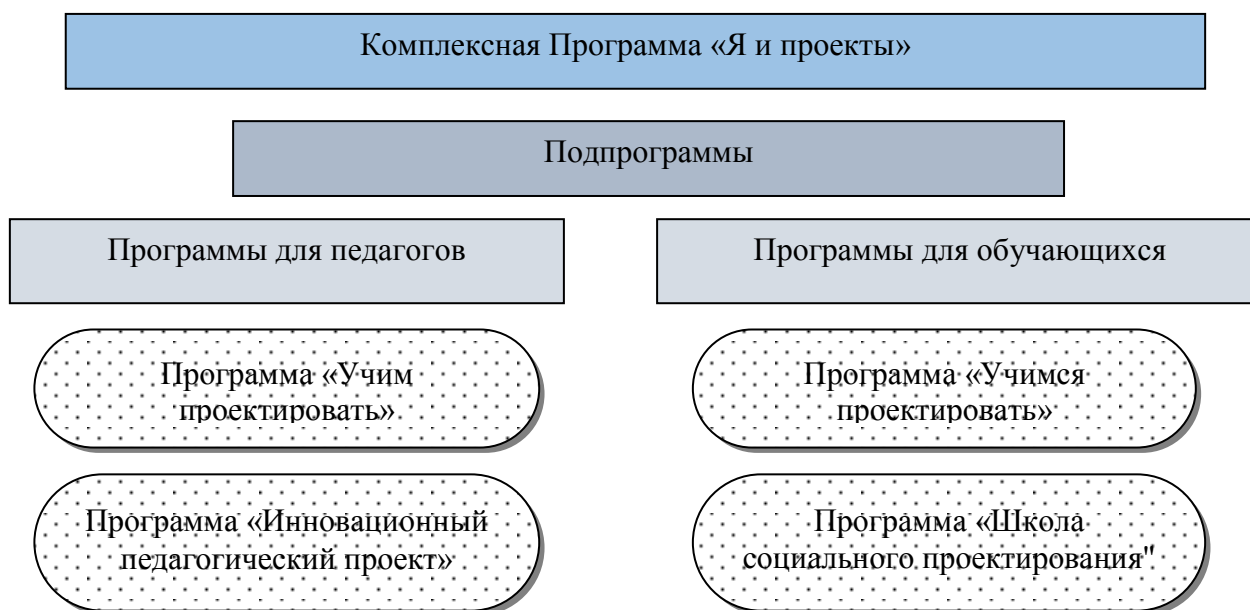 Комплексная Программа «Я и проекты»
Подпрограммы
Программы для педагогов
Программы для обучающихся
Программа «Учим
проектировать»
Программа «Учимся
проектировать»
Программа «Инновационный
педагогический проект»
Программа «Школа
социального проектирования"